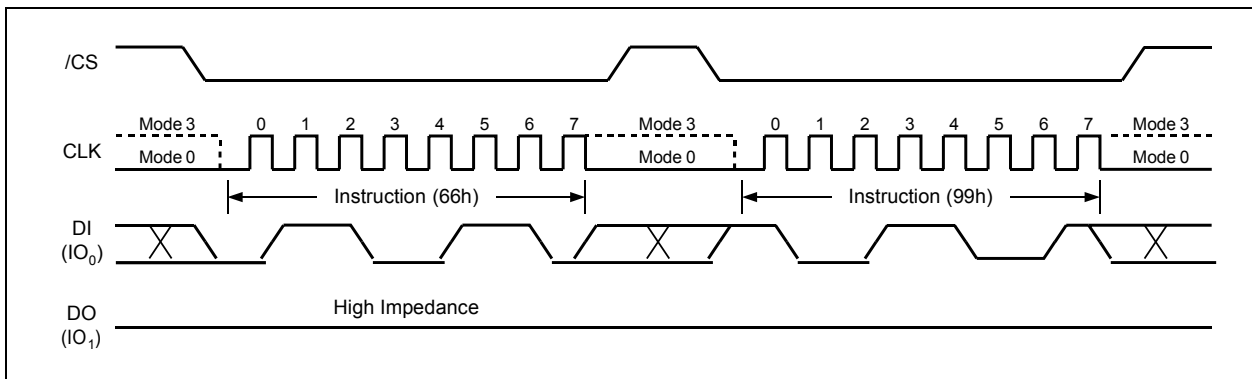 /CS
Mode 3 0 1 2 3 4 5 6 7 Mode 3 0 1 2 3 4 5 6 7 Mode 3
CLK
Mode 0 Mode 0 Mode 0
Instruction (66h) Instruction (99h)
DI
(IO0)
High Impedance
DO
(IO1)